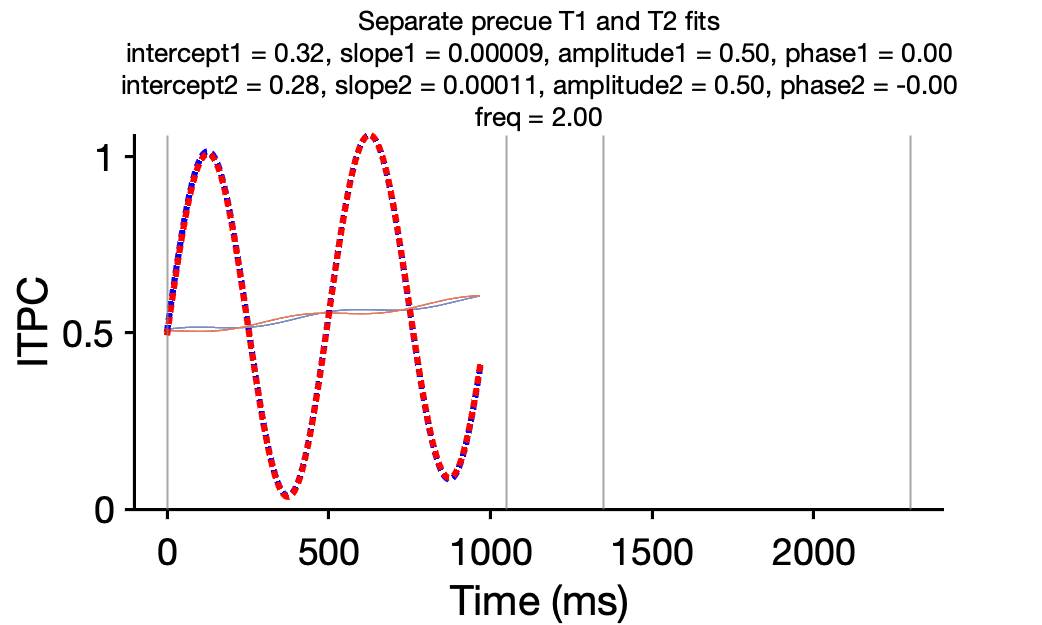 Separate precue T1 and T2 fits
intercept1 = 0.32, slope1 = 0.00009, amplitude1 = 0.50, phase1 = 0.00
intercept2 = 0.28, slope2 = 0.00011, amplitude2 = 0.50, phase2 = -0.00
freq = 2.00
1
0.5
0
ITPC
0 500 1000 1500 2000
Time (ms)